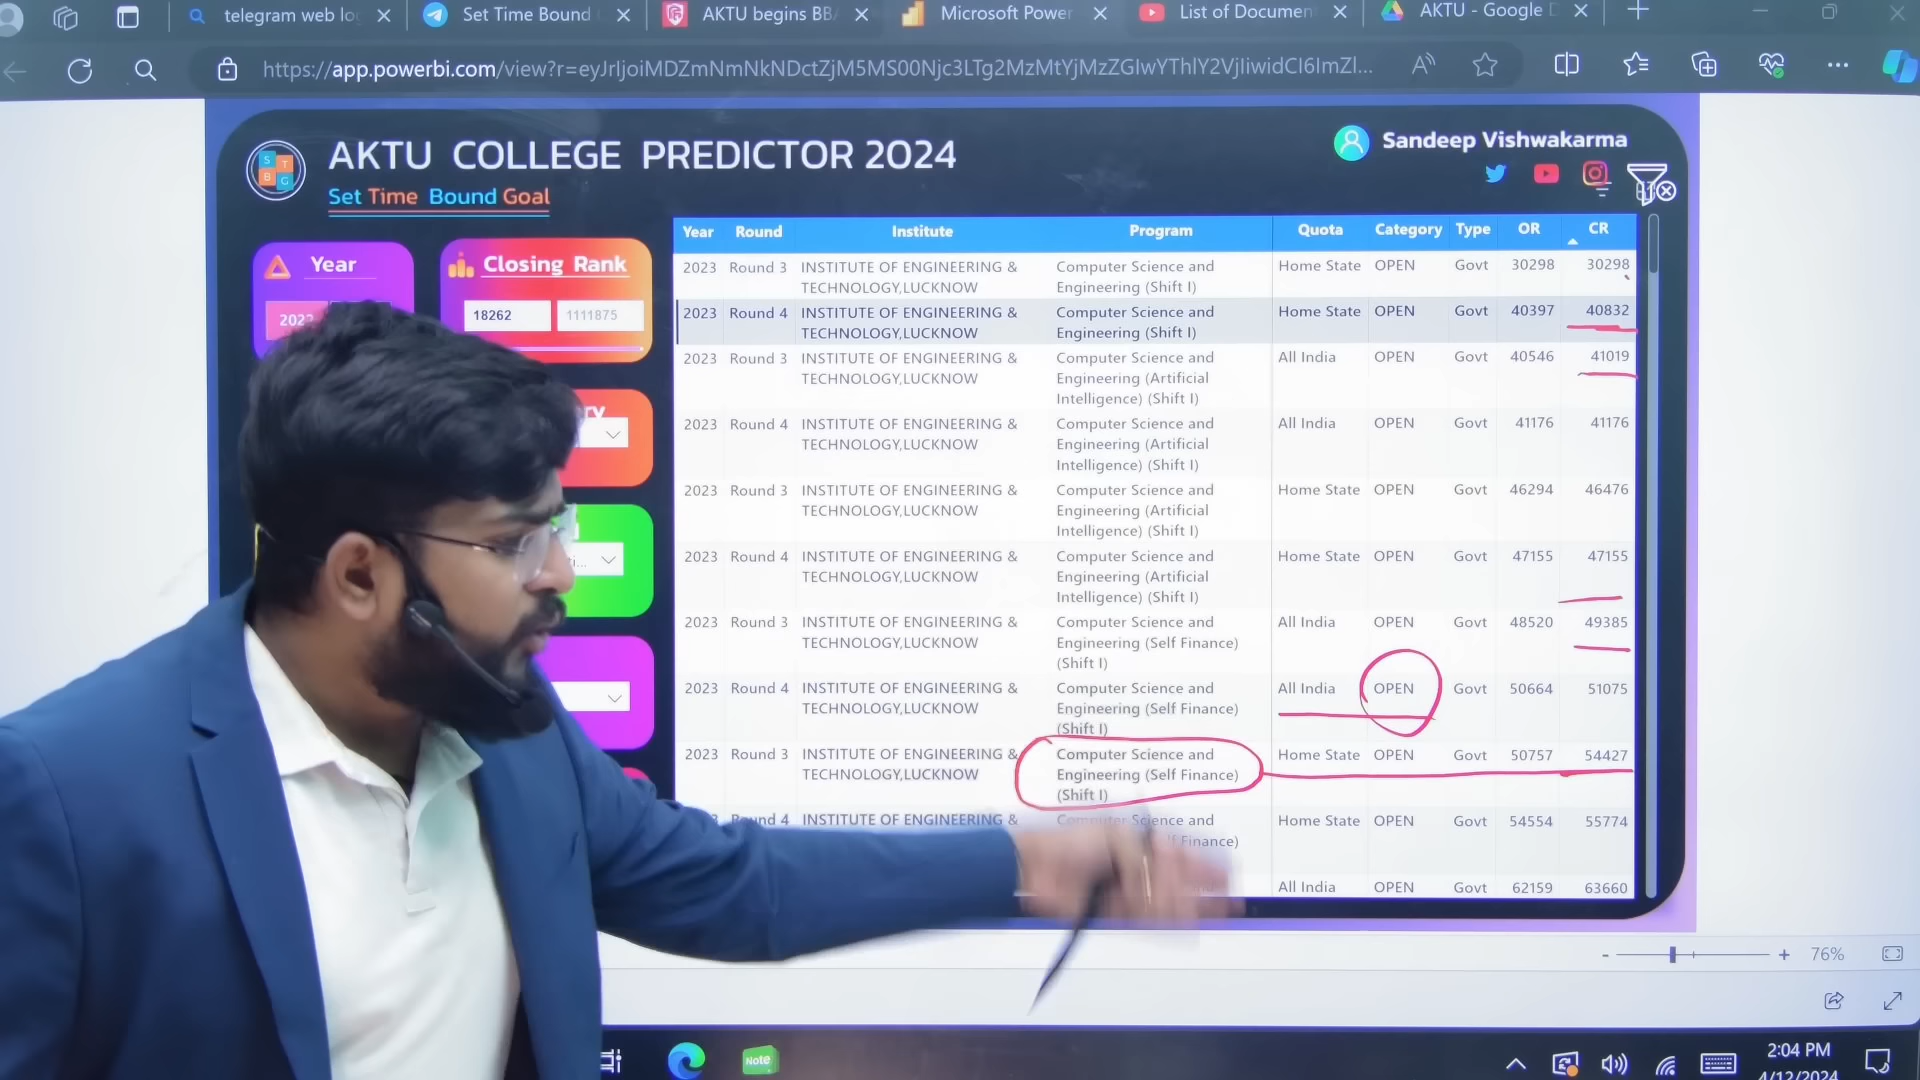 telegram web lo
Set Time Bound
AKTU begins BBA
Microsoft Power
List of Documen
AKTU - Google D
https://app.powerbi.com/view?r=
AKTU COLLEGE PREDICTOR 2024
Set Time Bound Goal
Sandeep Vishwakarma
S T B G
Year
Closing Rank
18262 1111875
Year Round Institute Program Quota Category Type OR CR
2023 Round 3 INSTITUTE OF ENGINEERING & Computer Science and Home State OPEN Govt 30298 30298
TECHNOLOGY,LUCKNOW Engineering (Shift I)
2023 Round 4 INSTITUTE OF ENGINEERING & Computer Science and Home State OPEN Govt 40397 40832
TECHNOLOGY,LUCKNOW Engineering (Shift I)
2023 Round 3 INSTITUTE OF ENGINEERING & Computer Science and All India OPEN Govt 40546 41019
TECHNOLOGY,LUCKNOW Engineering (Artificial
Intelligence) (Shift I)
2023 Round 4 INSTITUTE OF ENGINEERING & Computer Science and All India OPEN Govt 41176 41176
TECHNOLOGY,LUCKNOW Engineering (Artificial
Intelligence) (Shift I)
2023 Round 3 INSTITUTE OF ENGINEERING & Computer Science and Home State OPEN Govt 46294 46476
TECHNOLOGY,LUCKNOW Engineering (Artificial
Intelligence) (Shift I)
2023 Round 4 INSTITUTE OF ENGINEERING & Computer Science and Home State OPEN Govt 47155 47155
TECHNOLOGY,LUCKNOW Engineering (Artificial
Intelligence) (Shift I)
2023 Round 3 INSTITUTE OF ENGINEERING & Computer Science and All India OPEN Govt 48520 49385
TECHNOLOGY,LUCKNOW Engineering (Self Finance)
(Shift I)
2023 Round 4 INSTITUTE OF ENGINEERING & Computer Science and All India OPEN Govt 50664 51075
TECHNOLOGY,LUCKNOW Engineering (Self Finance)
(Shift I)
2023 Round 3 INSTITUTE OF ENGINEERING & Computer Science and Home State OPEN Govt 50757 54427
TECHNOLOGY,LUCKNOW Engineering (Self Finance)
(Shift I)
Round 4 INSTITUTE OF ENGINEERING & Computer Science and Home State OPEN Govt 54554 55774
Finance)
All India OPEN Govt 62159 63660
- + 76%
Note
2:04 PM
4/12/2024